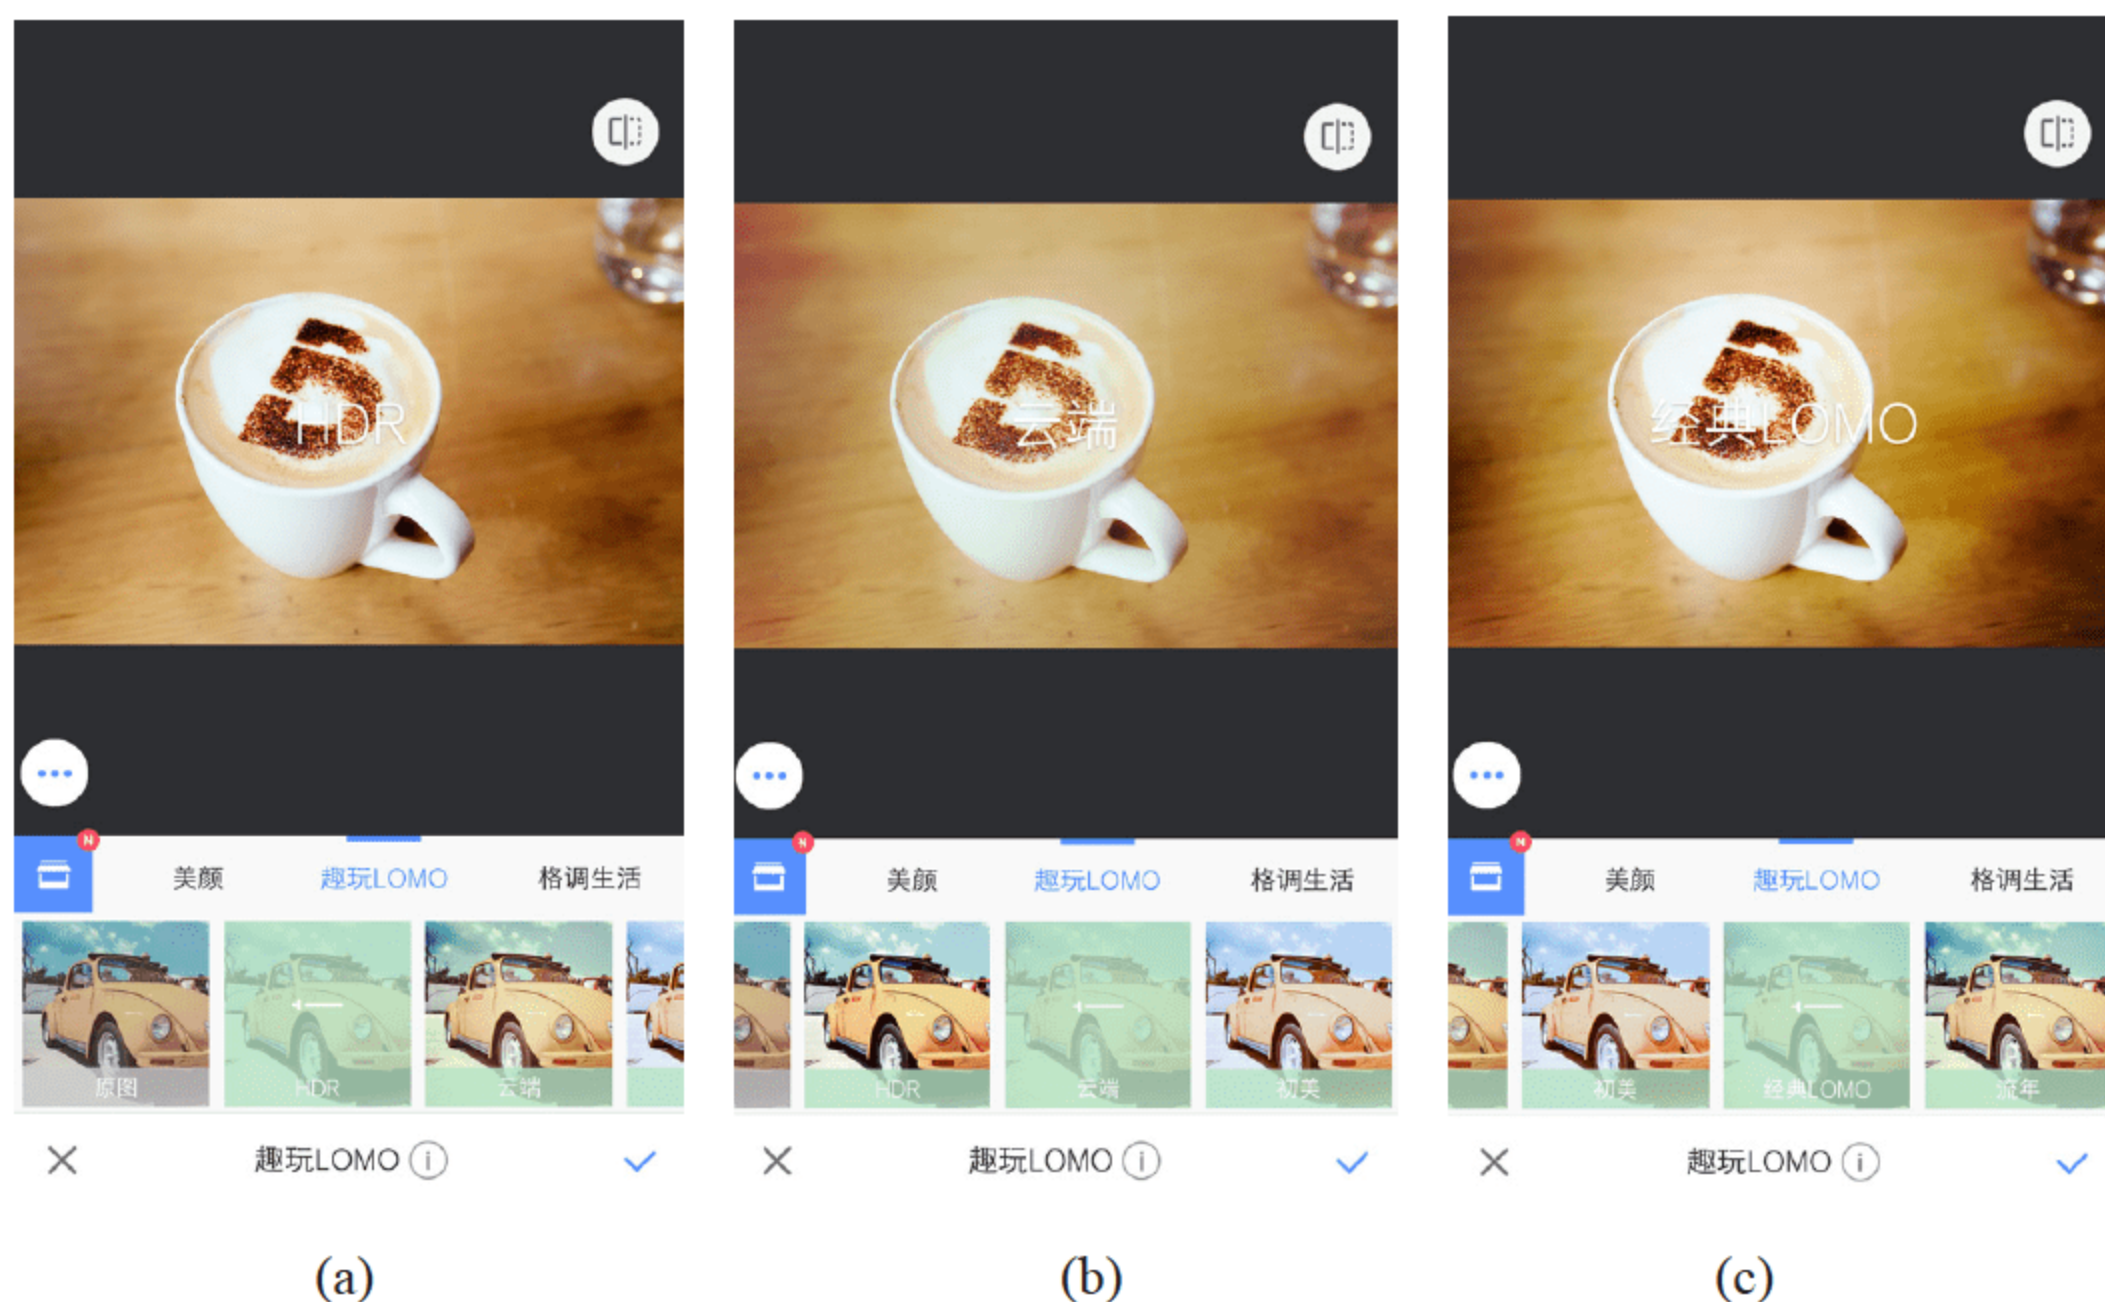 HDR
N
美颜 趣玩LOMO 格调生活
原图 HDR 云端
趣玩LOMO i
(a)
云端
N
美颜 趣玩LOMO 格调生活
HDR 云端 初美
趣玩LOMO i
(b)
经典LOMO
N
美颜 趣玩LOMO 格调生活
初美 经典LOMO 流年
趣玩LOMO i
(c)